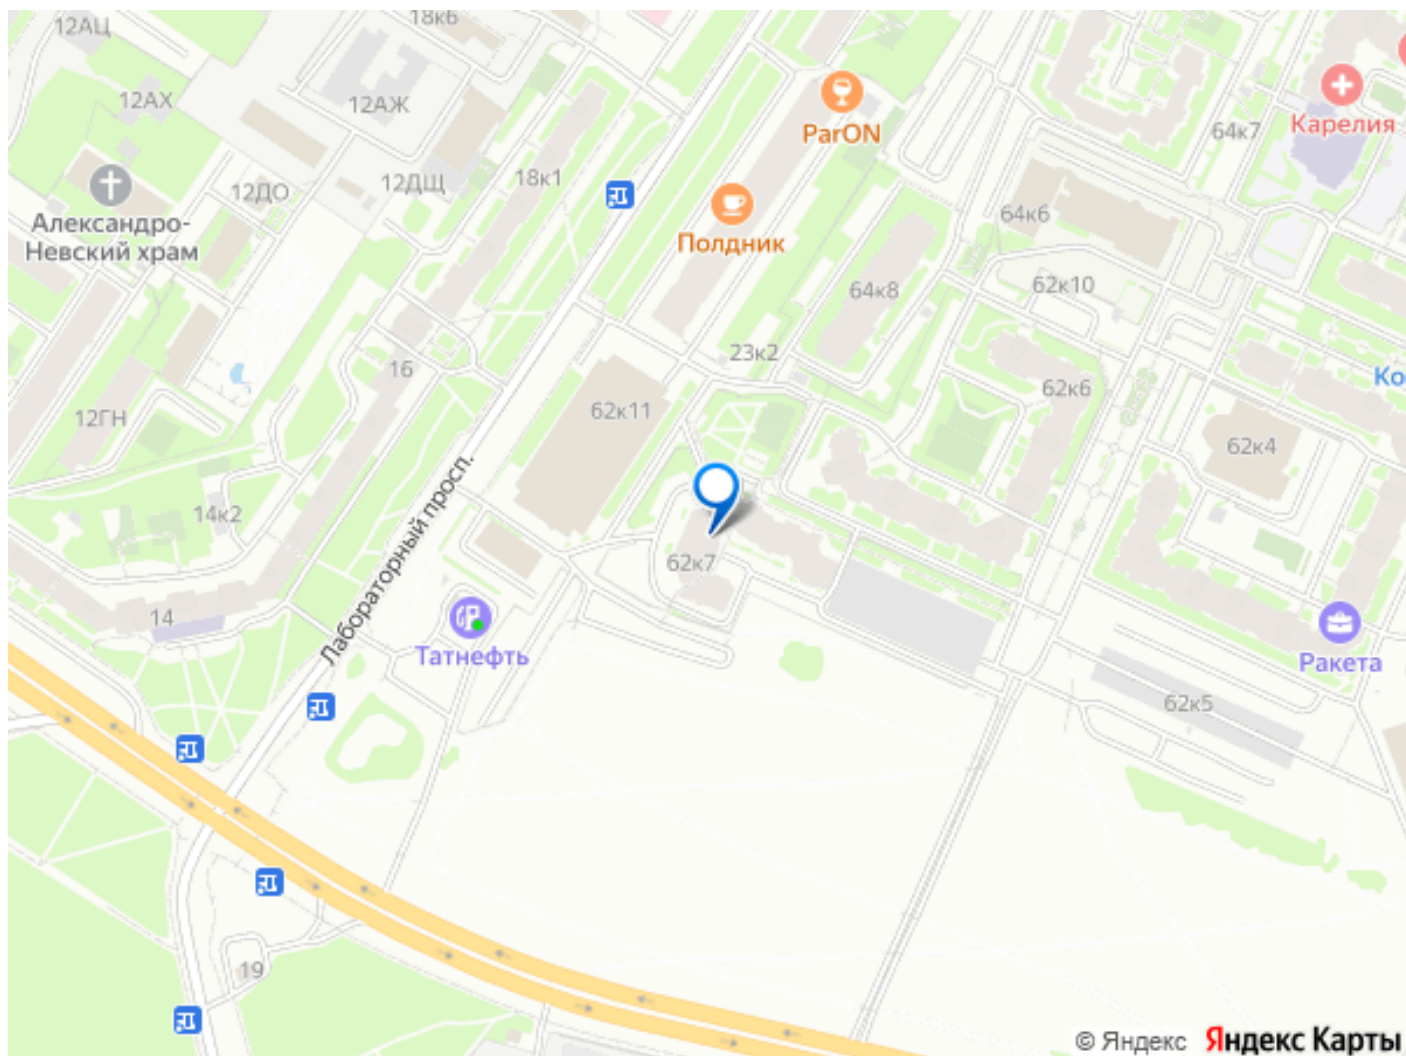 12АЦ
18к6
12АХ
12АЖ
ParON
Карелия
64к7
12ДО
12ДЩ
18к1
Александро-
Невский храм
Полдник
64к6
64к8
62к10
23к2
16
62к6
Ко
12ГН
62к11
62к4
14к2
Лабораторный просп.
62к7
14
Татнефть
Ракета
62к5
19
© Яндекс Яндекс Карты